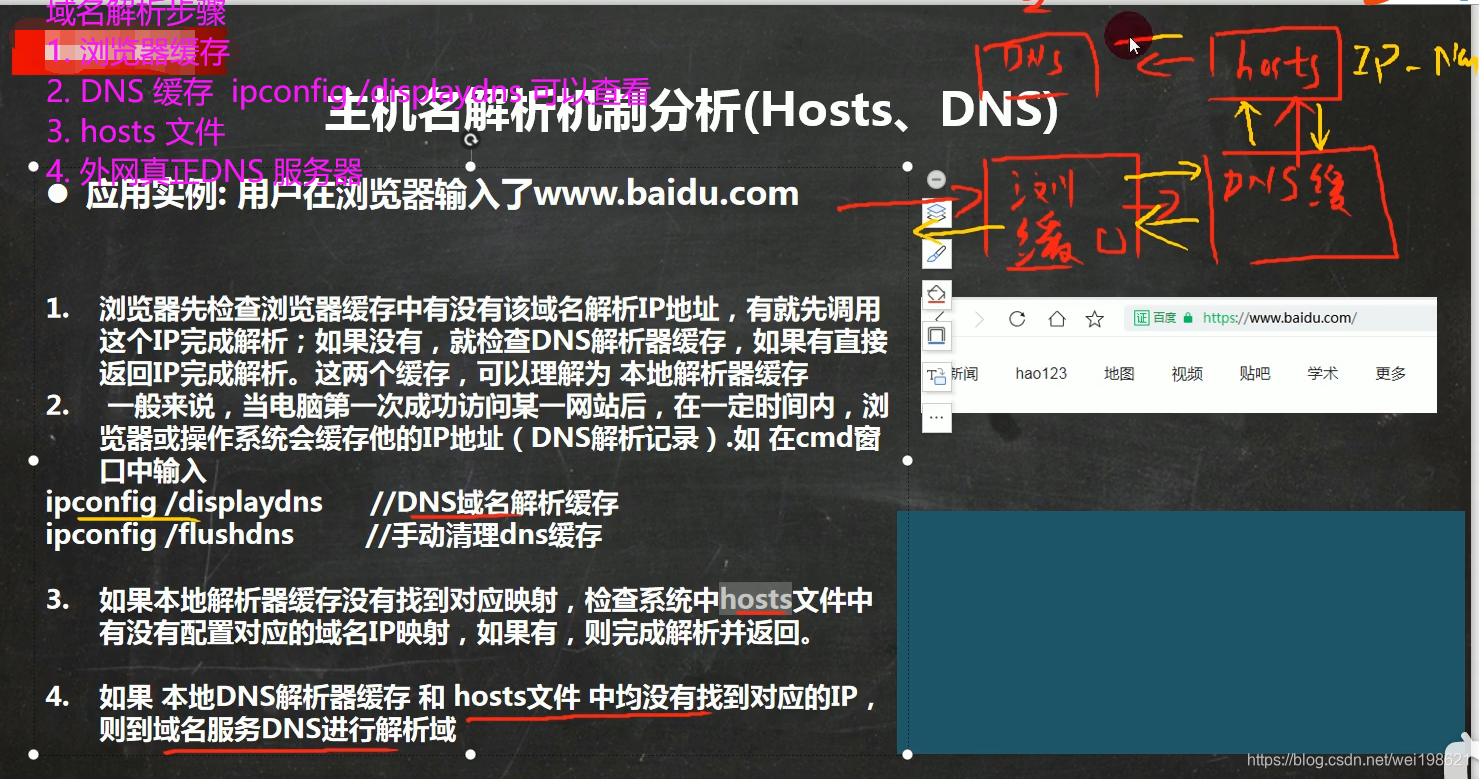 域名解析步骤
1. 浏览器缓存
2. DNS 缓存 ipconfig /displaydns 可以查看
3. hosts 文件
4. 外网真正DNS 服务器
主机名解析机制分析(Hosts、DNS)
● 应用实例: 用户在浏览器输入了www.baidu.com
1. 浏览器先检查浏览器缓存中有没有该域名解析IP地址，有就先调用
这个IP完成解析；如果没有，就检查DNS解析器缓存，如果有直接
返回IP完成解析。这两个缓存，可以理解为 本地解析器缓存
2. 一般来说，当电脑第一次成功访问某一网站后，在一定时间内，浏
览器或操作系统会缓存他的IP地址（DNS解析记录）.如 在cmd窗
口中输入
ipconfig /displaydns //DNS域名解析缓存
ipconfig /flushdns //手动清理dns缓存
3. 如果本地解析器缓存没有找到对应映射，检查系统中hosts文件中
有没有配置对应的域名IP映射，如果有，则完成解析并返回。
4. 如果 本地DNS解析器缓存 和 hosts文件 中均没有找到对应的IP，
则到域名服务DNS进行解析域
DNS
hosts
IP-
DNS 缓
缓
证 百度 https://www.baidu.com/
新闻 hao123 地图 视频 贴吧 学术 更多
https://blog.csdn.net/wei198621